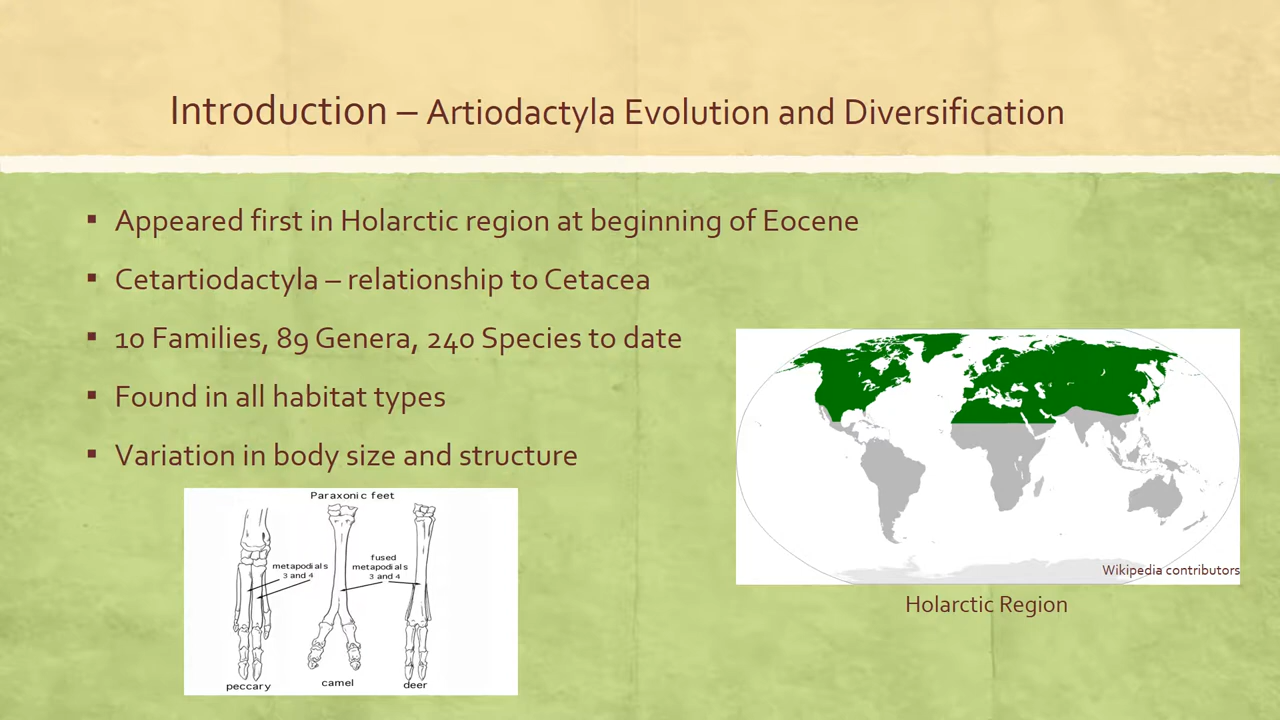 Introduction – Artiodactyla Evolution and Diversification
▪ Appeared first in Holarctic region at beginning of Eocene
▪ Cetartiodactyla – relationship to Cetacea
▪ 10 Families, 89 Genera, 240 Species to date
▪ Found in all habitat types
▪ Variation in body size and structure
Paraxonic feet
metapodials
3 and 4
fused
metapodials
3 and 4
peccary
camel
deer
Wikipedia contributors
Holarctic Region